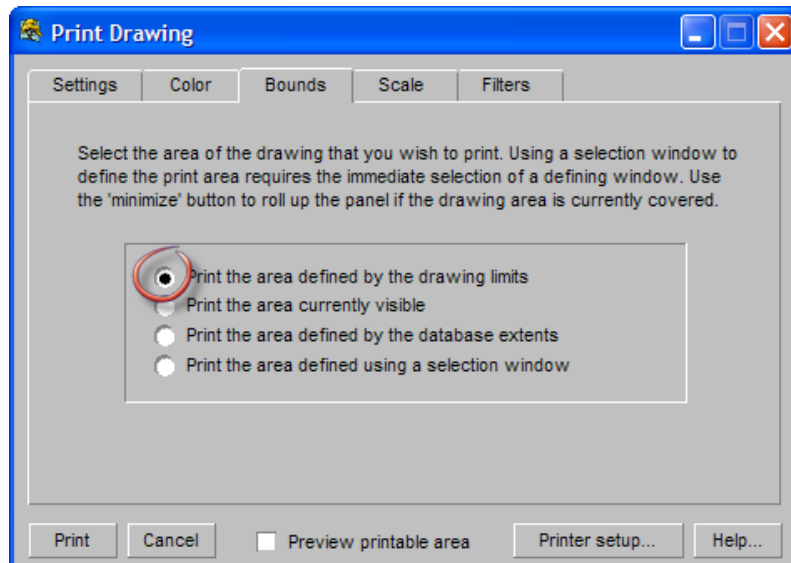 Print Drawing
Settings Color Bounds Scale Filters
Select the area of the drawing that you wish to print. Using a selection window to
define the print area requires the immediate selection of a defining window. Use
the 'minimize' button to roll up the panel if the drawing area is currently covered.
Print the area defined by the drawing limits
Print the area currently visible
Print the area defined by the database extents
Print the area defined using a selection window
Print Cancel Preview printable area Printer setup... Help...